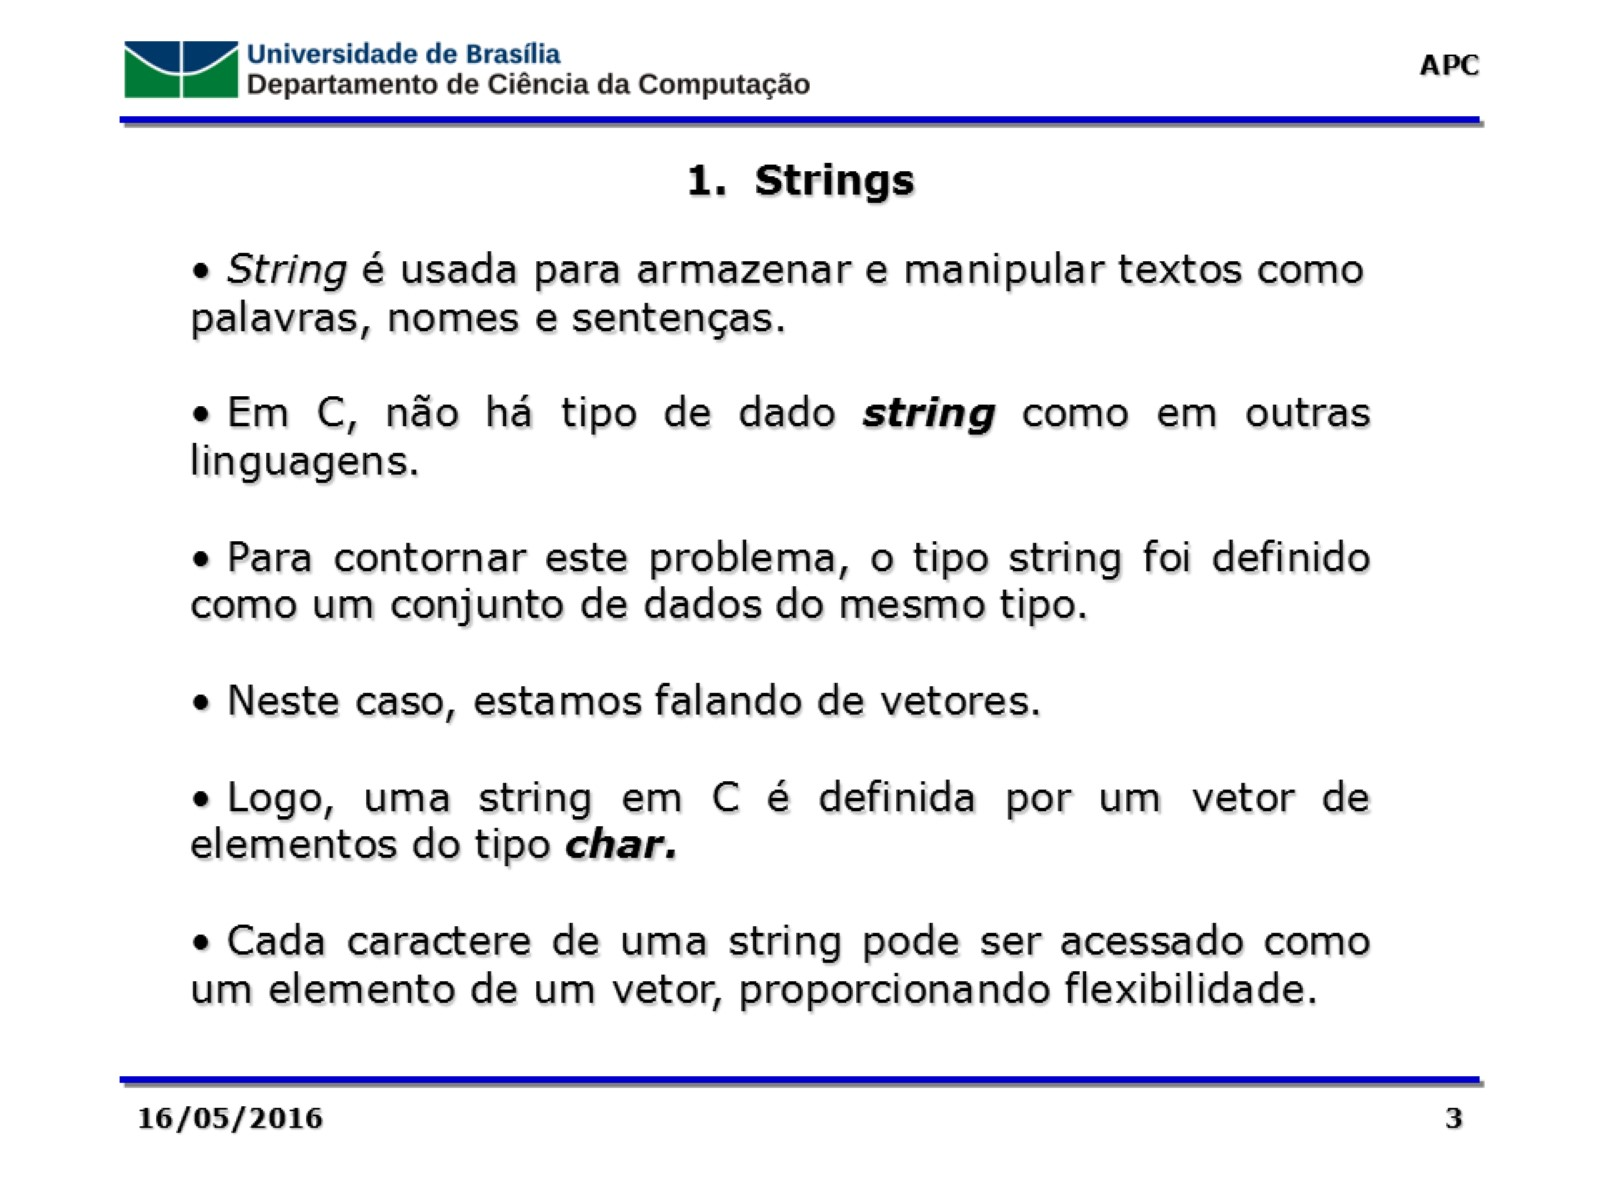 Universidade de Brasília
Departamento de Ciência da Computação
APC
1. Strings
• String é usada para armazenar e manipular textos como
palavras, nomes e sentenças.
• Em C, não há tipo de dado string como em outras
linguagens.
• Para contornar este problema, o tipo string foi definido
como um conjunto de dados do mesmo tipo.
• Neste caso, estamos falando de vetores.
• Logo, uma string em C é definida por um vetor de
elementos do tipo char.
• Cada caractere de uma string pode ser acessado como
um elemento de um vetor, proporcionando flexibilidade.
16/05/2016
3